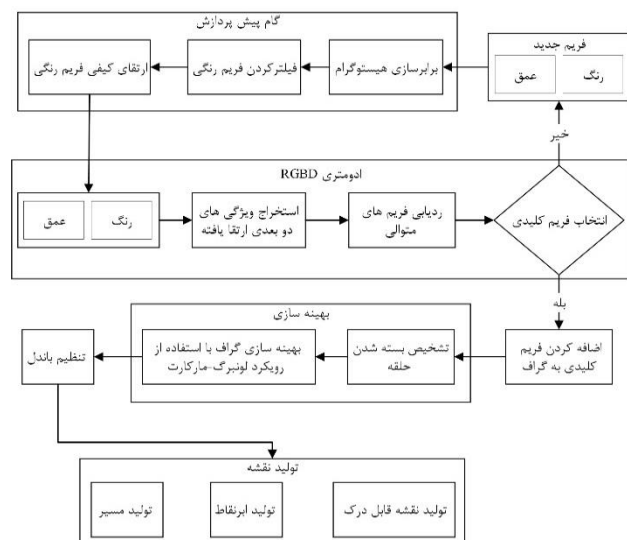 گام پیش پردازش
فریم جدید
رنگ
عمق
برابرسازی هیستوگرام
فیلترکردن فریم رنگی
ارتقای کیفی فریم رنگی
خیر
ادومتری RGBD
رنگ
عمق
استخراج ویژگی های
دو بعدی ارتقا یافته
ردیابی فریم های
متوالی
انتخاب فریم کلیدی
بله
اضافه کردن فریم
کلیدی به گراف
بهینه سازی
تشخیص بسته شدن
حلقه
بهینه سازی گراف با استفاده از
رویکرد لونبرگ-مارکارت
تنظیم باندل
تولید نقشه
تولید نقشه قابل درک
تولید ابرنقاط
تولید مسیر